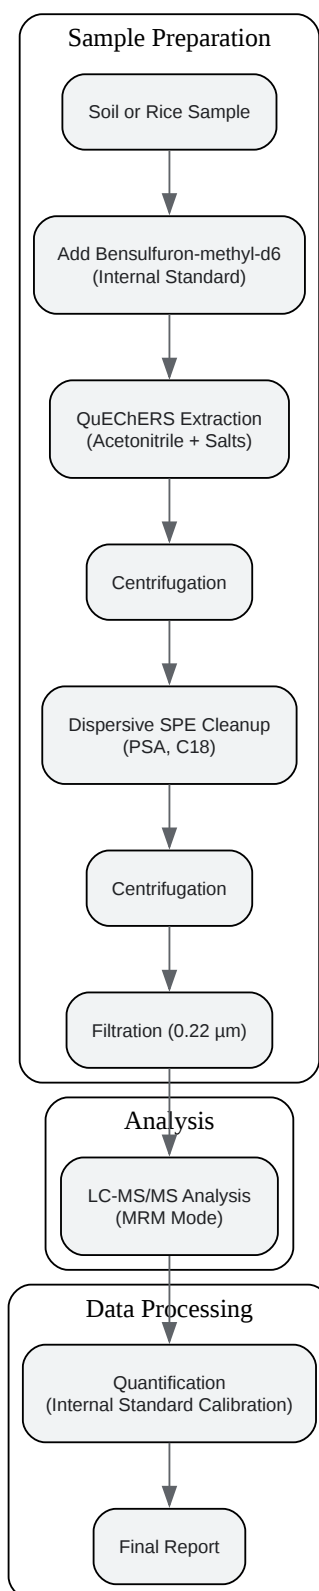 Sample Preparation
Soil or Rice Sample
Add Bensulfuron-methyl-d6
(Internal Standard)
QuEChERS Extraction
(Acetonitrile + Salts)
Centrifugation
Dispersive SPE Cleanup
(PSA, C18)
Centrifugation
Filtration (0.22 µm)
Analysis
LC-MS/MS Analysis
(MRM Mode)
Data Processing
Quantification
(Internal Standard Calibration)
Final Report